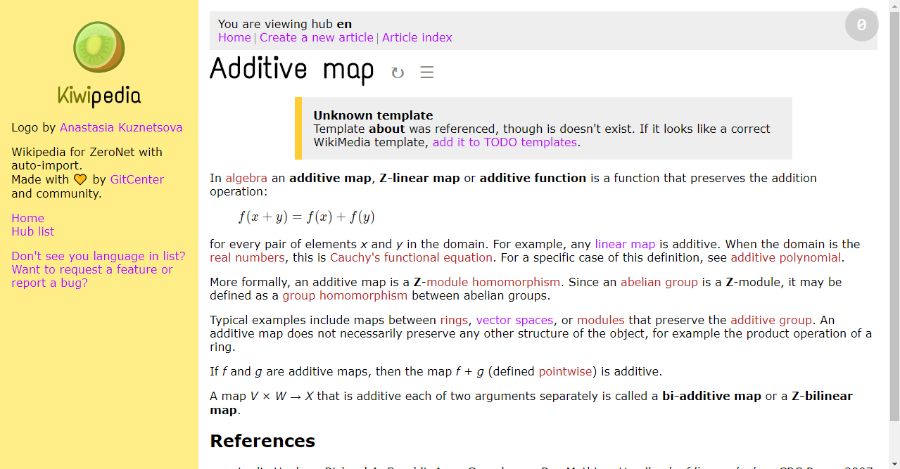 You are viewing hub en
Home | Create a new article | Article index
0
Kiwipedia
Logo by Anastasia Kuznetsova
Wikipedia for ZeroNet with
auto-import.
Made with 🧡 by GitCenter
and community.
Home
Hub list
Don't see you language in list?
Want to request a feature or
report a bug?
Additive map ↻ ☰
Unknown template
Template about was referenced, though is doesn't exist. If it looks like a correct
WikiMedia template, add it to TODO templates.
In algebra an additive map, Z-linear map or additive function is a function that preserves the addition
operation:
f(x + y) = f(x) + f(y)
for every pair of elements x and y in the domain. For example, any linear map is additive. When the domain is the
real numbers, this is Cauchy's functional equation. For a specific case of this definition, see additive polynomial.
More formally, an additive map is a Z-module homomorphism. Since an abelian group is a Z-module, it may be
defined as a group homomorphism between abelian groups.
Typical examples include maps between rings, vector spaces, or modules that preserve the additive group. An
additive map does not necessarily preserve any other structure of the object, for example the product operation of a
ring.
If f and g are additive maps, then the map f + g (defined pointwise) is additive.
A map V × W → X that is additive each of two arguments separately is called a bi-additive map or a Z-bilinear
map.
References